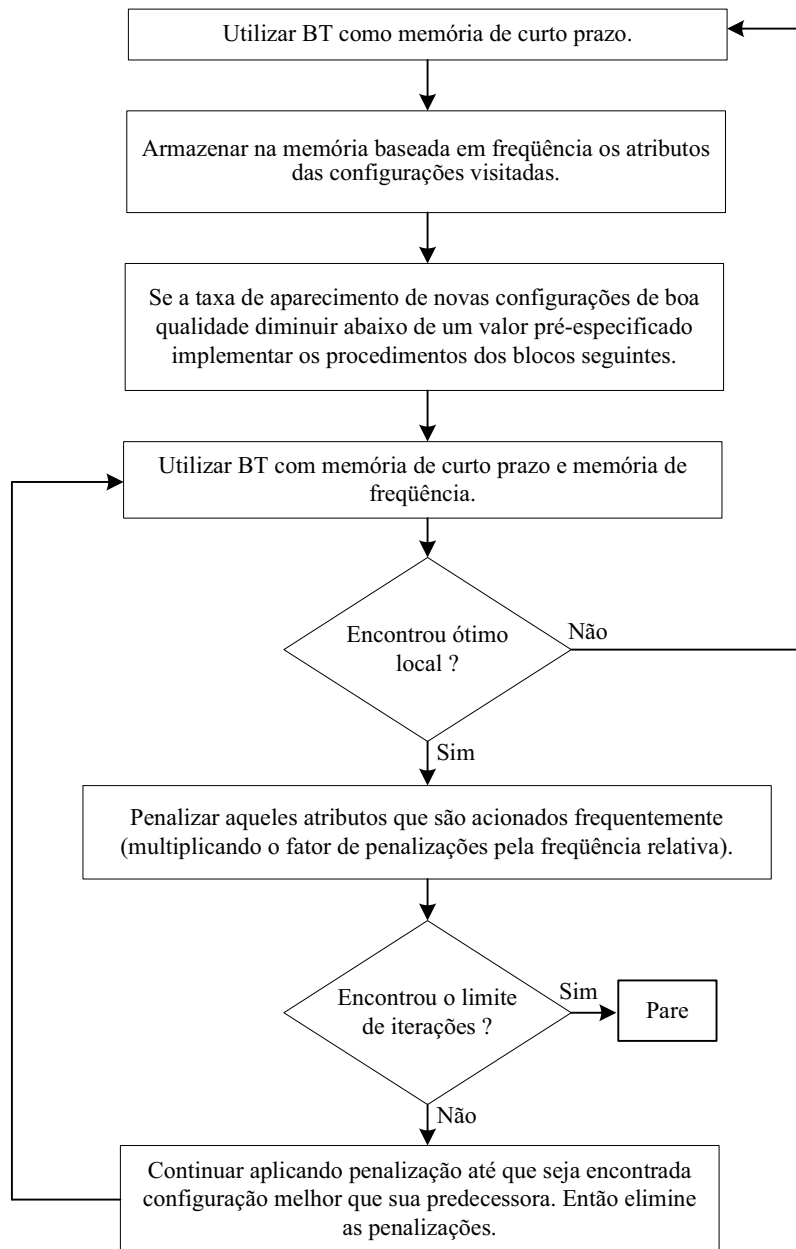 Utilizar BT como memória de curto prazo.
Armazenar na memória baseada em freqüência os atributos
das configurações visitadas.
Se a taxa de aparecimento de novas configurações de boa
qualidade diminuir abaixo de um valor pré-especificado
implementar os procedimentos dos blocos seguintes.
Utilizar BT com memória de curto prazo e memória de
freqüência.
Encontrou ótimo
local ?
Não
Sim
Penalizar aqueles atributos que são acionados frequentemente
(multiplicando o fator de penalizações pela freqüência relativa).
Encontrou o limite
de iterações ?
Sim
Pare
Não
Continuar aplicando penalização até que seja encontrada
configuração melhor que sua predecessora. Então elimine
as penalizações.